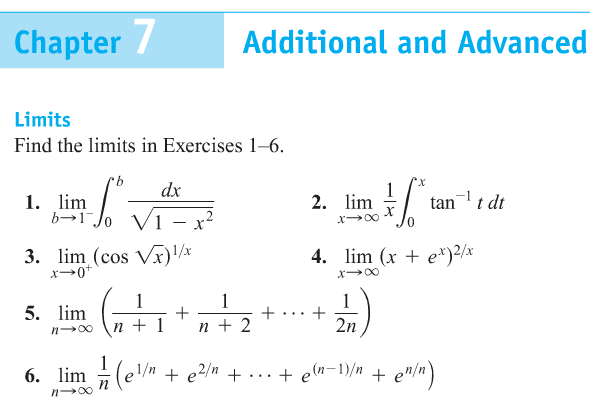 Chapter 7 Additional and Advanced
Limits
Find the limits in Exercises 1–6.
1. lim_{b→1⁻} ∫_0^b dx / √(1 − x²)
2. lim_{x→∞} 1/x ∫_0^x tan⁻¹ t dt
3. lim_{x→0⁺} (cos √x)^{1/x}
4. lim_{x→∞} (x + e^x)^{2/x}
5. lim_{n→∞} (1/(n + 1) + 1/(n + 2) + ··· + 1/2n)
6. lim_{n→∞} 1/n (e^{1/n} + e^{2/n} + ··· + e^{(n−1)/n} + e^{n/n})